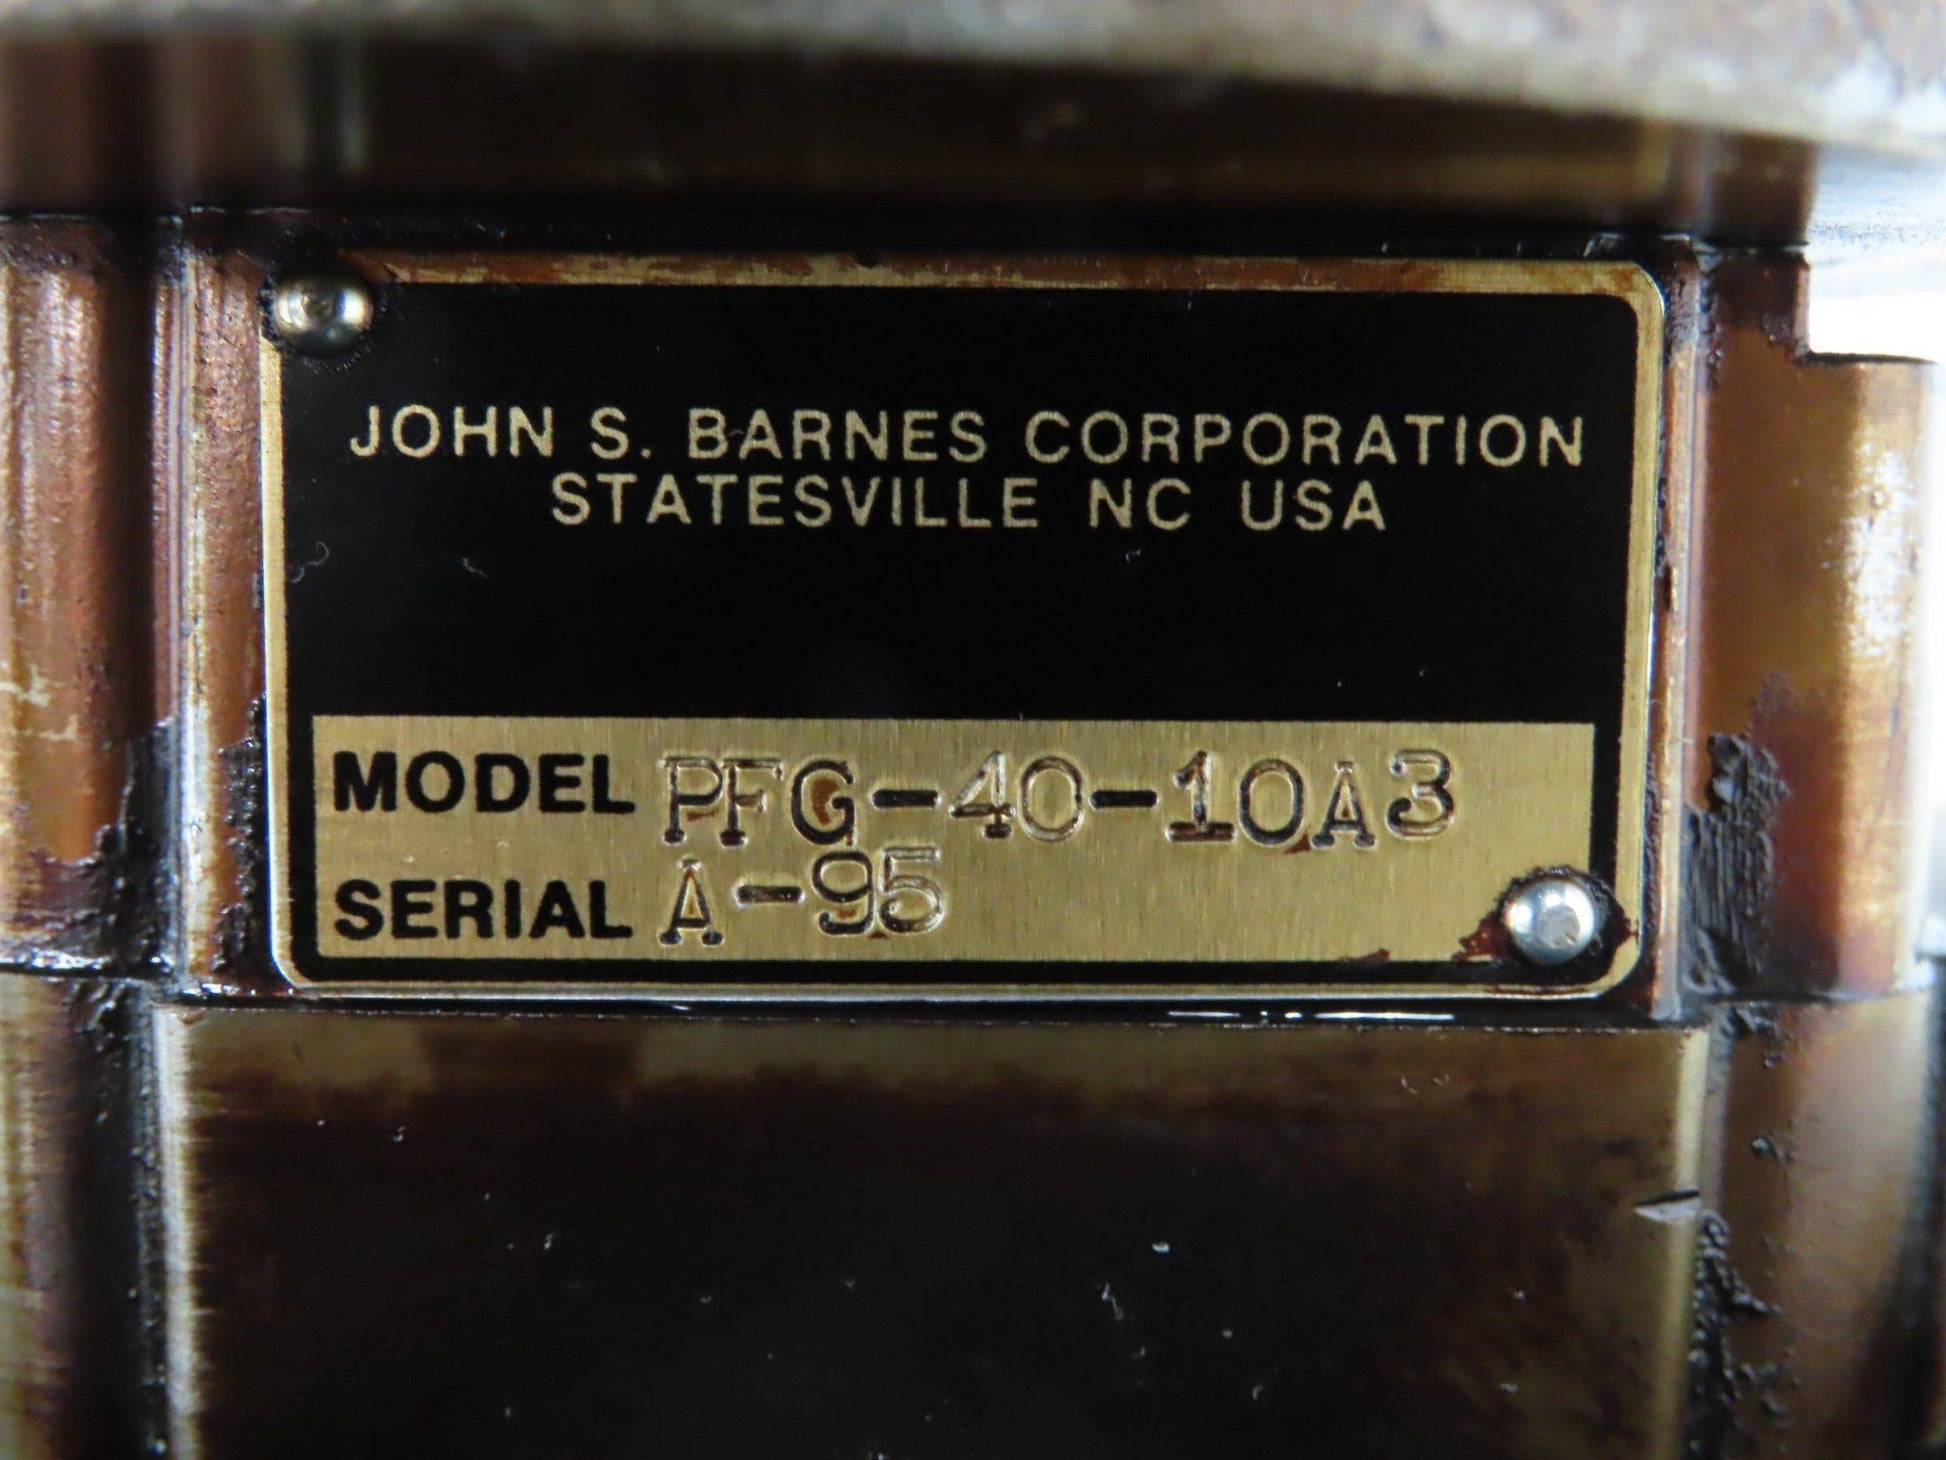 JOHN S. BARNES CORPORATION
STATESVILLE NC USA
MODEL PFG-40-10A3
SERIAL A-95